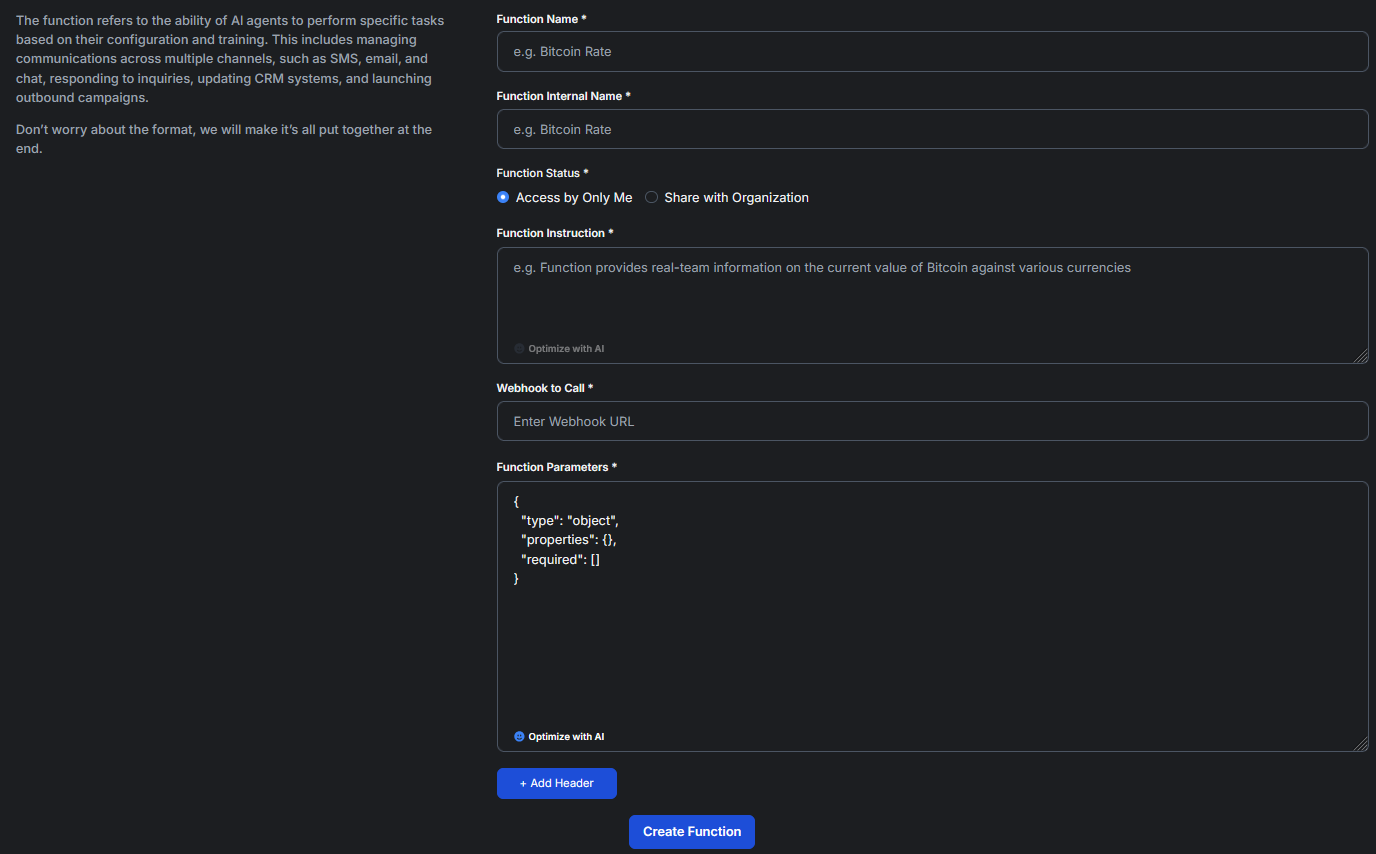 The function refers to the ability of AI agents to perform specific tasks
based on their configuration and training. This includes managing
communications across multiple channels, such as SMS, email, and
chat, responding to inquiries, updating CRM systems, and launching
outbound campaigns.
Don’t worry about the format, we will make it’s all put together at the
end.
Function Name *
e.g. Bitcoin Rate
Function Internal Name *
e.g. Bitcoin Rate
Function Status *
Access by Only Me Share with Organization
Function Instruction *
e.g. Function provides real-team information on the current value of Bitcoin against various currencies
Optimize with AI
Webhook to Call *
Enter Webhook URL
Function Parameters *
{
"type": "object",
"properties": {},
"required": []
}
Optimize with AI
+ Add Header
Create Function